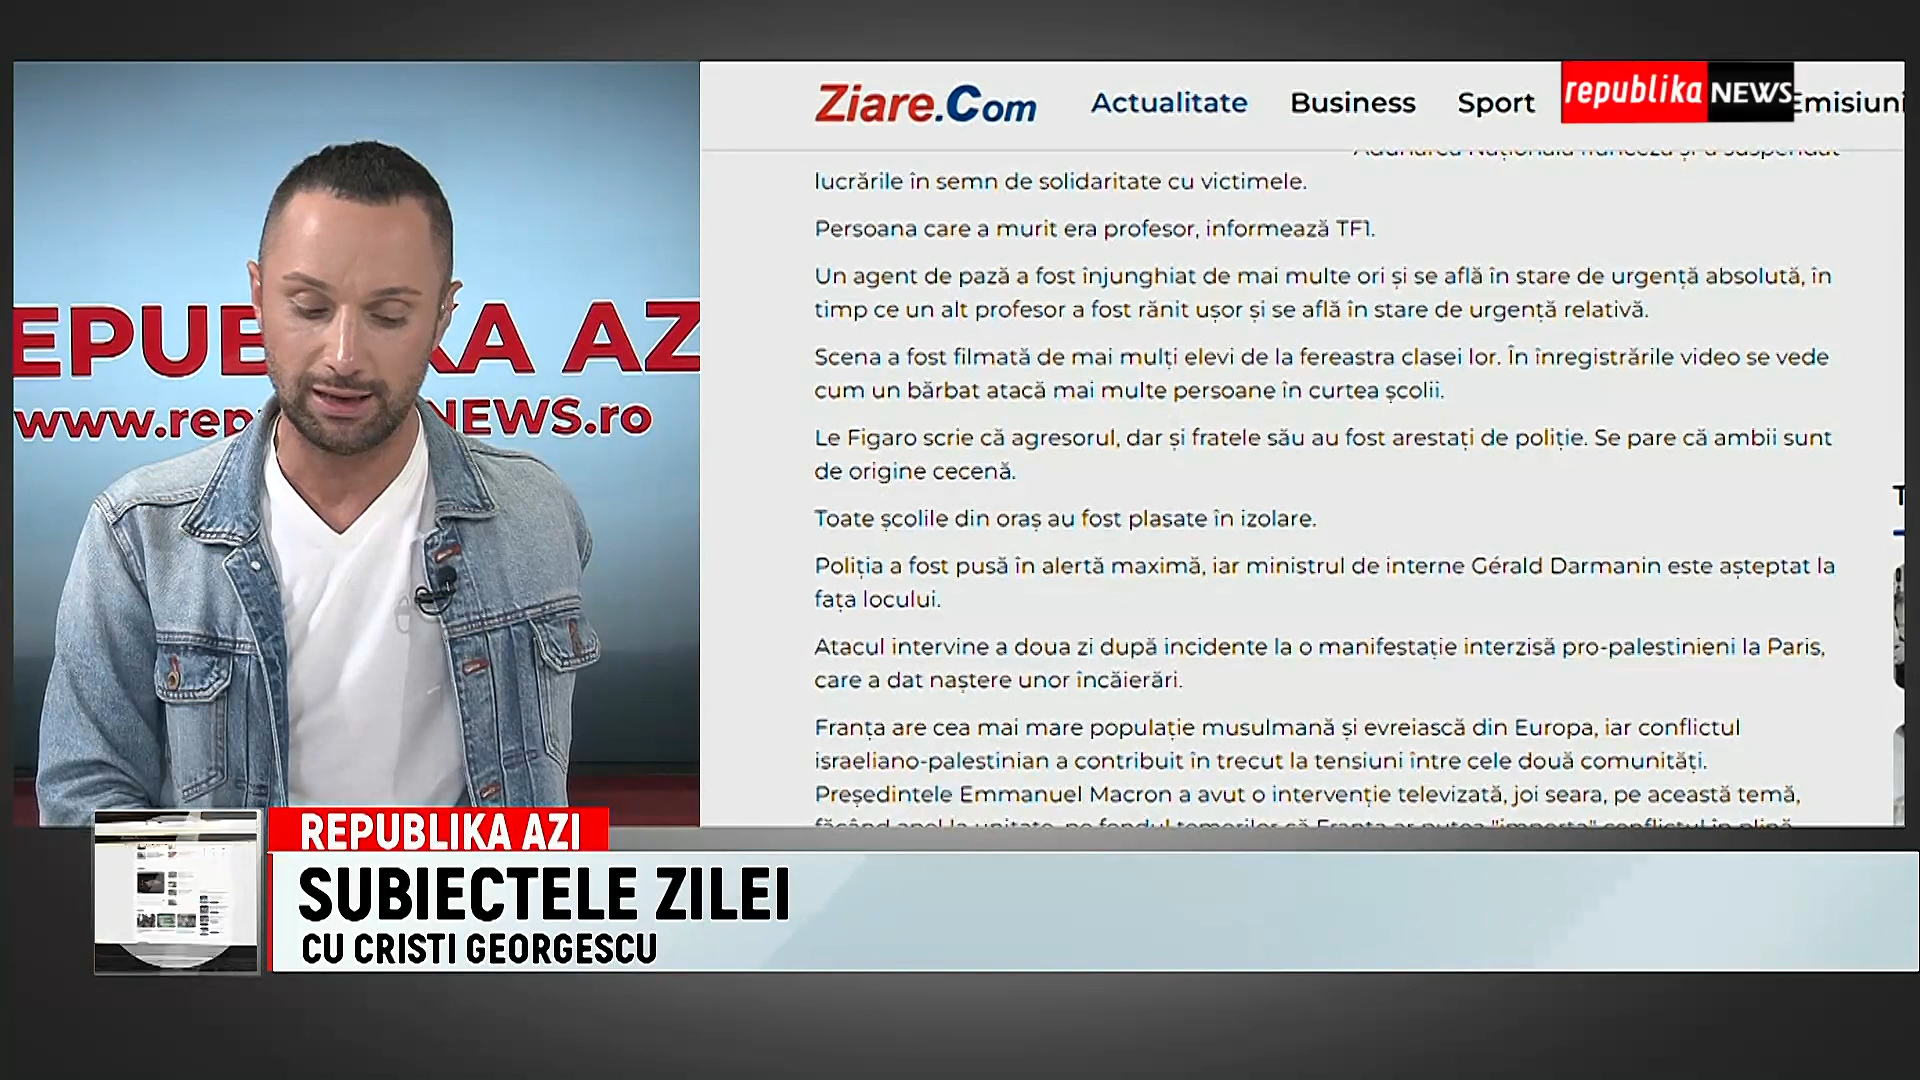 Ziare.Com Actualitate Business Sport Emisiuni
republika NEWS
lucrările în semn de solidaritate cu victimele.
Persoana care a murit era profesor, informează TF1.
Un agent de pază a fost înjunghiat de mai multe ori și se află în stare de urgență absolută, în
timp ce un alt profesor a fost rănit ușor și se află în stare de urgență relativă.
Scena a fost filmată de mai mulți elevi de la fereastra clasei lor. În înregistrările video se vede
cum un bărbat atacă mai multe persoane în curtea școlii.
Le Figaro scrie că agresorul, dar și fratele său au fost arestați de poliție. Se pare că ambii sunt
de origine cecenă.
Toate școlile din oraș au fost plasate în izolare.
Poliția a fost pusă în alertă maximă, iar ministrul de interne Gérald Darmanin este așteptat la
fața locului.
Atacul intervine a doua zi după incidente la o manifestație interzisă pro-palestinieni la Paris,
care a dat naștere unor încăierări.
Franța are cea mai mare populație musulmană și evreiască din Europa, iar conflictul
israeliano-palestinian a contribuit în trecut la tensiuni între cele două comunități.
Președintele Emmanuel Macron a avut o intervenție televizată, joi seara, pe această temă,
EPUB KA AZ
www.rep NEWS.ro
REPUBLIKA AZI
SUBIECTELE ZILEI
CU CRISTI GEORGESCU